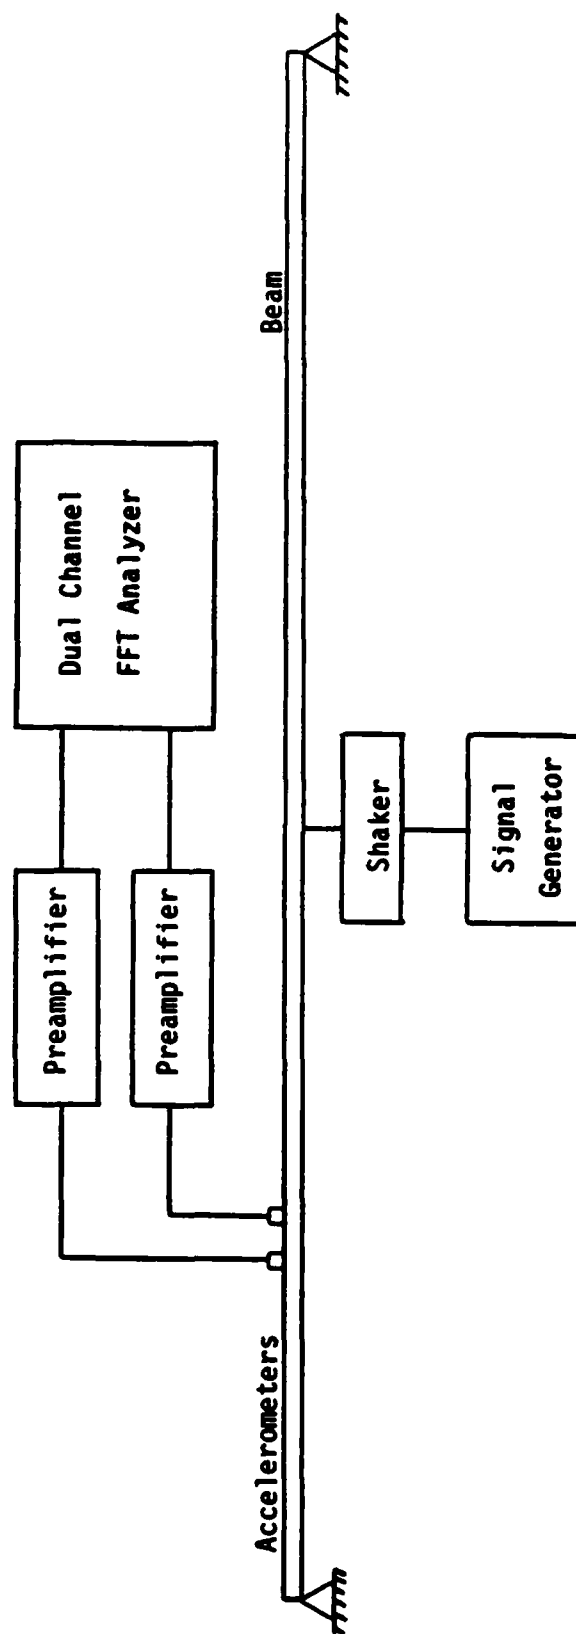 Dual Channel
FFT Analyzer
Preamplifier
Preamplifier
Accelerometers
Beam
Shaker
Signal
Generator